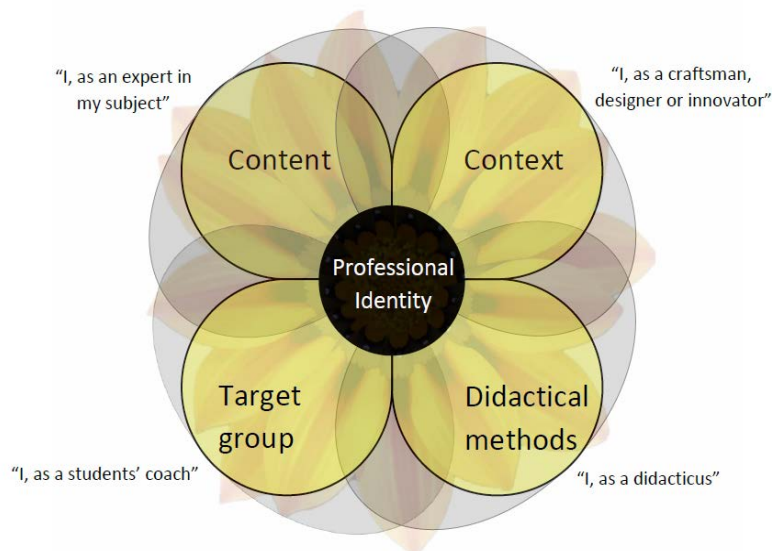 “I, as an expert in
my subject”
“I, as a craftsman,
designer or innovator”
Content
Context
Professional
Identity
Target
group
Didactical
methods
“I, as a students’ coach”
“I, as a didacticus”